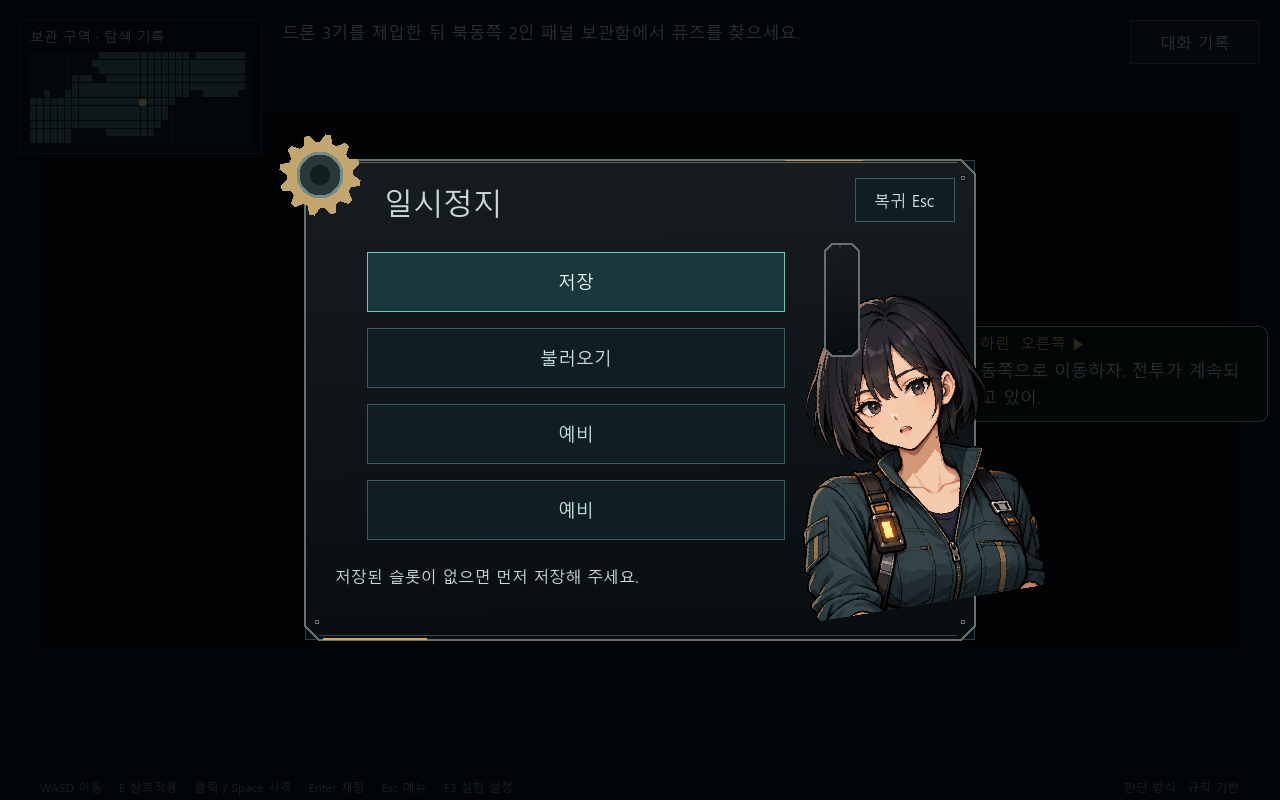 보관 구역 · 탐색 기록
드론 3기를 제압한 뒤 북동쪽 2인 패널 보관함에서 퓨즈를 찾으세요.
대화 기록
일시정지
복귀 Esc
저장
불러오기
예비
예비
저장된 슬롯이 없으면 먼저 저장해 주세요.
하린 오른쪽 ▶
동쪽으로 이동하자. 전투가 계속되
고 있어.
WASD 이동 E 상호작용 클릭 / Space 사격 Enter 채팅 Esc 메뉴 F3 실험 설정
판단 방식 · 규칙 기반